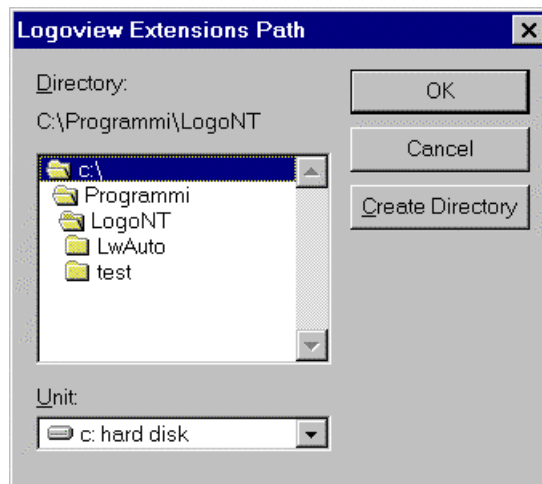 Logoview Extensions Path
Directory:
C:\Programmi\LogoNT
c:\
Programmi
LogoNT
LwAuto
test
Unit:
c: hard disk
OK
Cancel
Create Directory